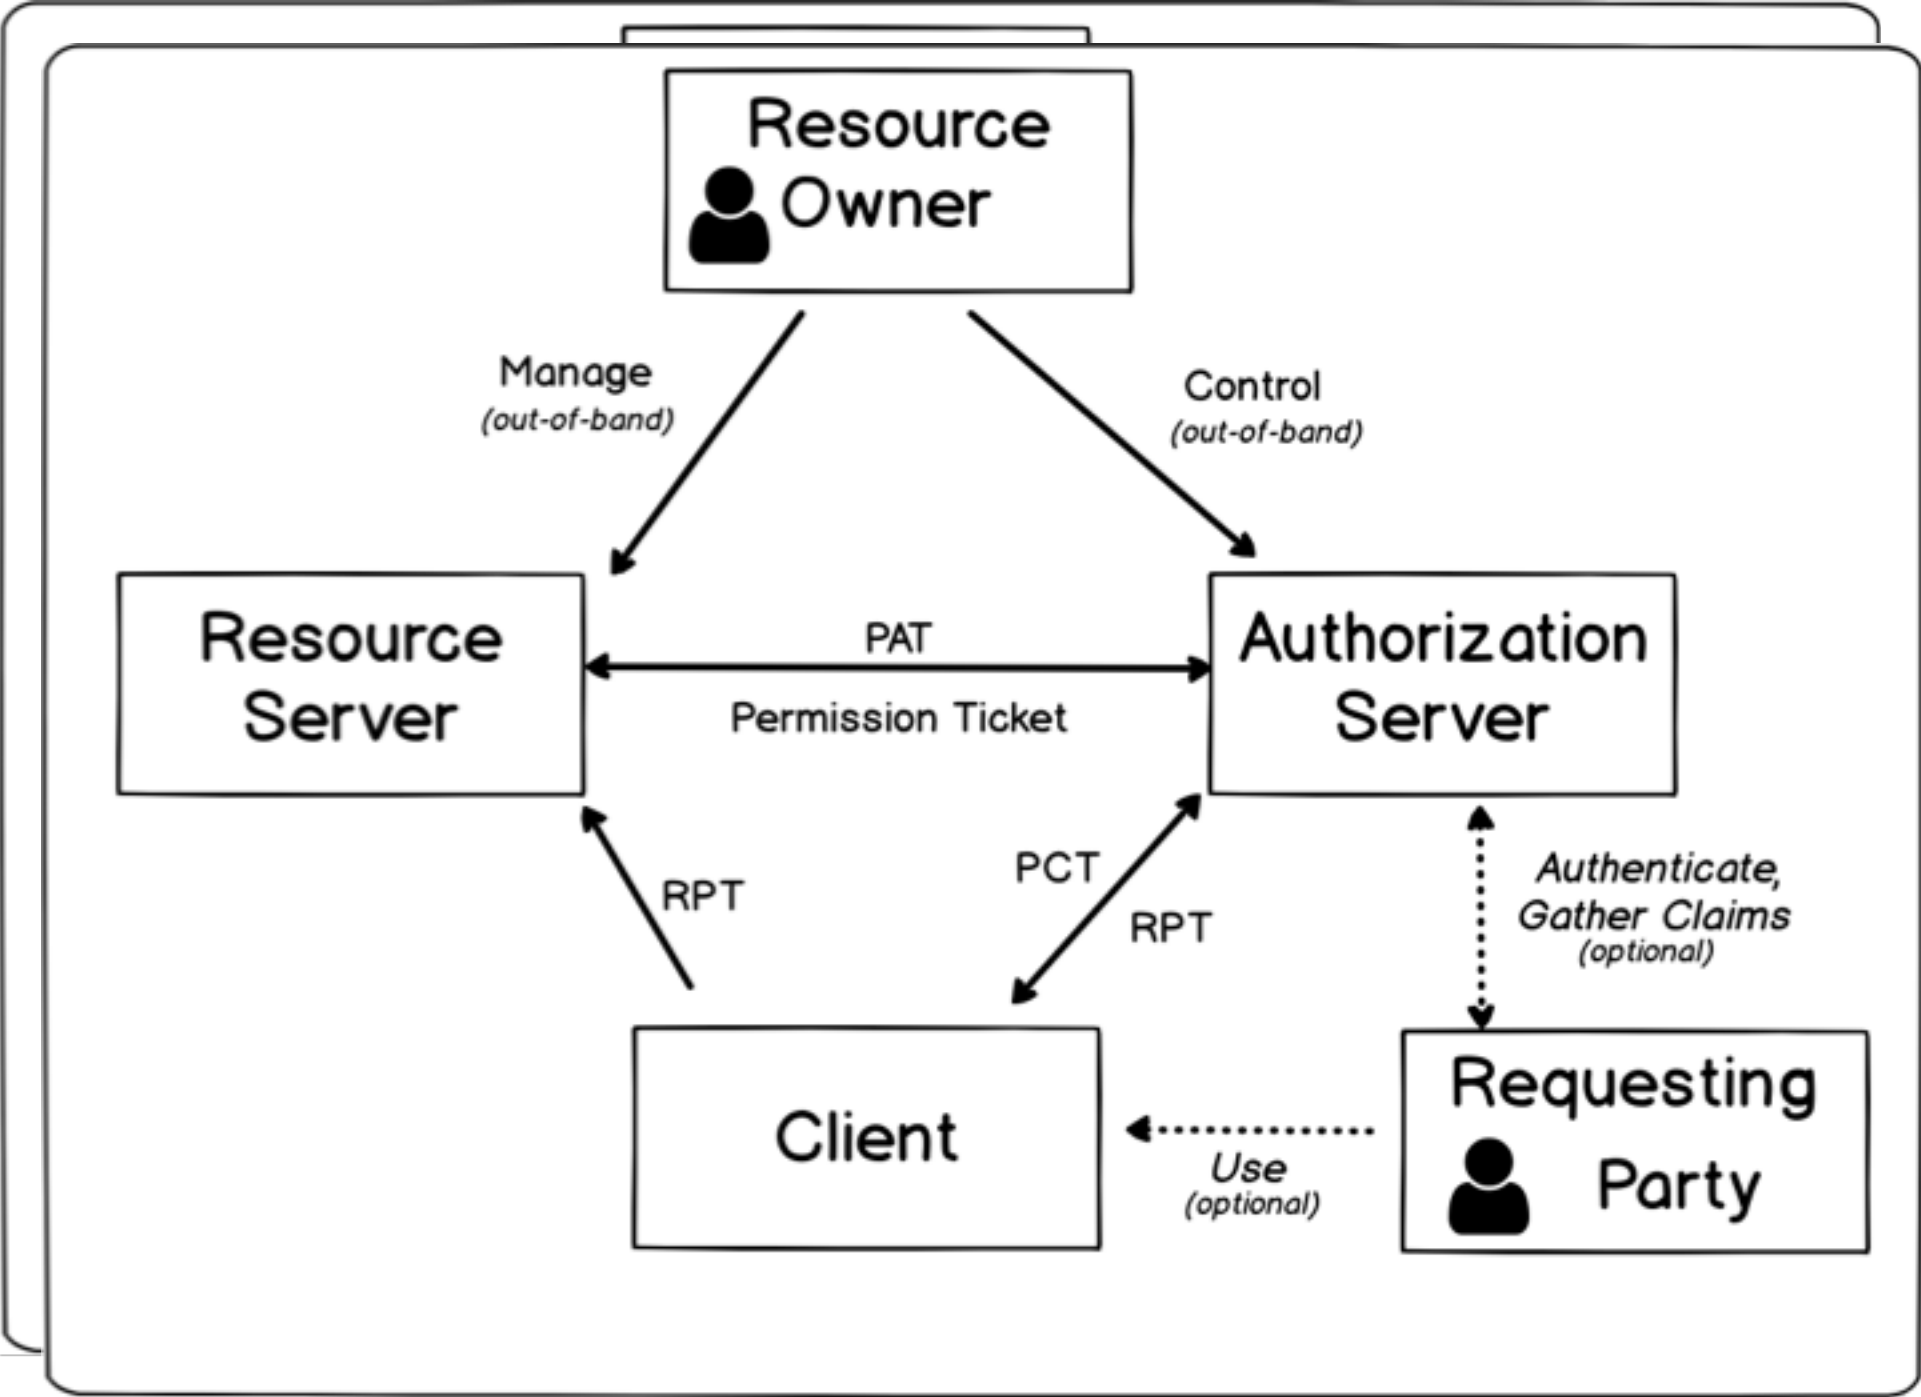 Resource
Owner
Manage
(out-of-band)
Control
(out-of-band)
Resource
Server
PAT
Permission Ticket
Authorization
Server
RPT
PCT
RPT
Authenticate,
Gather Claims
(optional)
Client
Use
(optional)
Requesting
Party